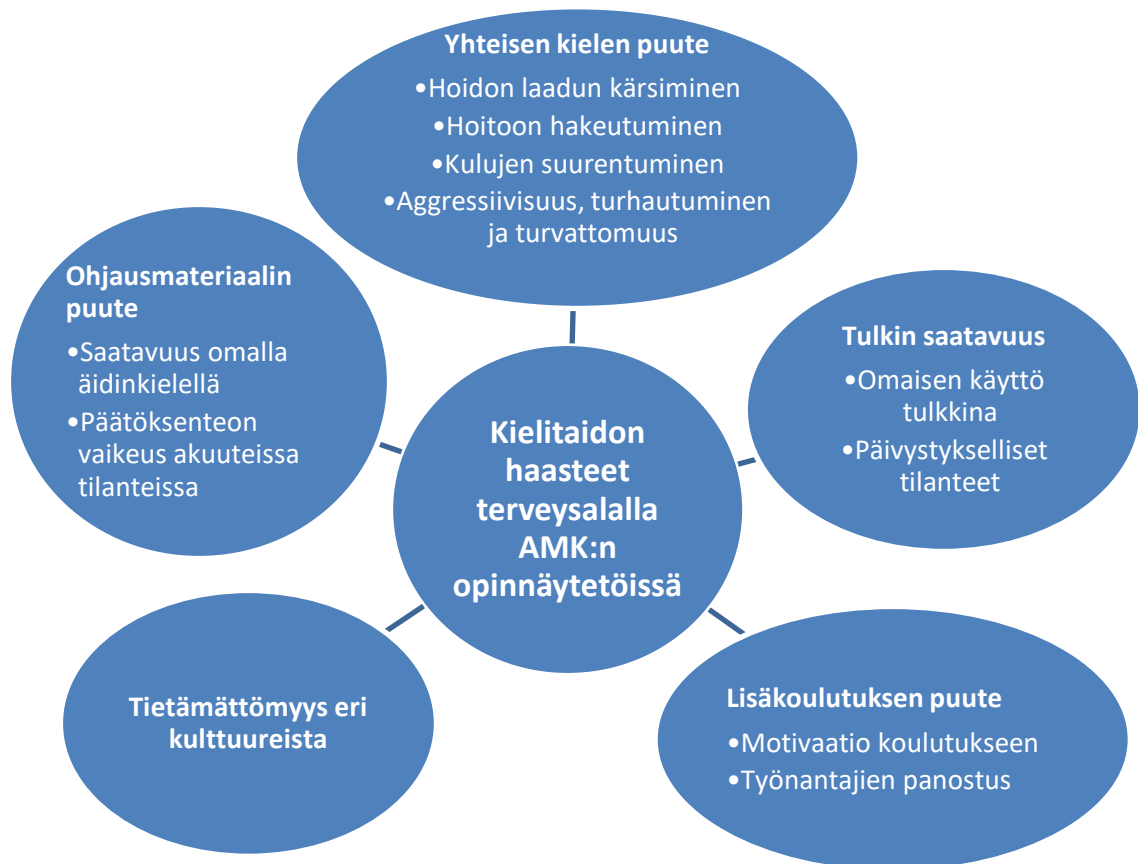 Yhteisen kielen puute
•Hoidon laadun kärsiminen
•Hoitoon hakeutuminen
•Kulujen suurentuminen
•Aggressiivisuus, turhautuminen
ja turvattomuus
Ohjausmateriaalin
puute
•Saatavuus omalla
äidinkielellä
•Päätöksenteon
vaikeus akuuteissa
tilanteissa
Tulkin saatavuus
•Omaisen käyttö
tulkkina
•Päivystykselliset
tilanteet
Kielitaidon
haasteet
terveysalalla
AMK:n
opinnäytetöissä
Tietämättömyys eri
kulttuureista
Lisäkoulutuksen puute
•Motivaatio koulutukseen
•Työnantajien panostus